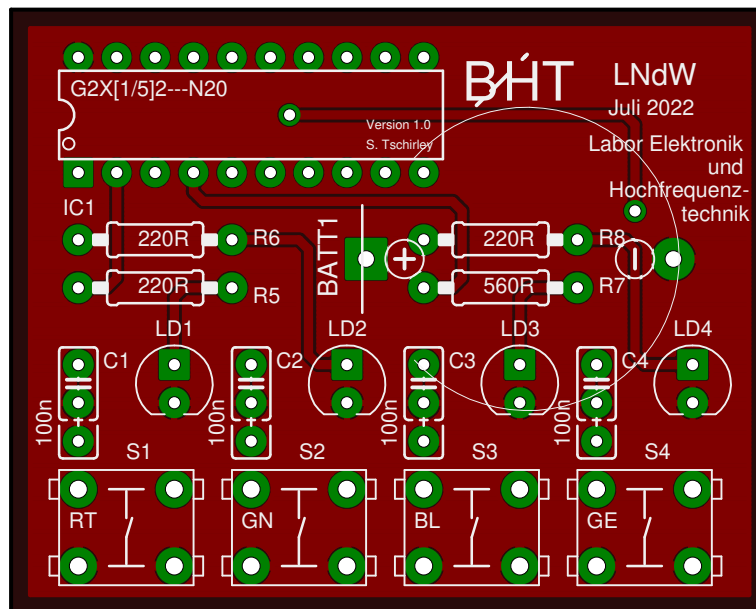 G2X[1/5]2---N20
BHT
LNdW
Juli 2022
Version 1.0
S. Tschirley
Labor Elektronik
und
Hochfrequenz-
technik
IC1
220R
R6
BATT1
+
220R
R8
-
220R
R5
560R
R7
LD1
LD2
LD3
LD4
C1
C2
C3
C4
100n
100n
100n
100n
S1
S2
S3
S4
RT
GN
BL
GE